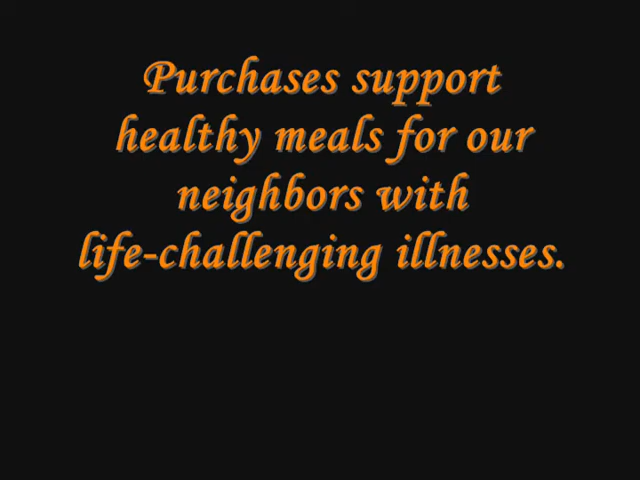 Purchases support
healthy meals for our
neighbors with
life-challenging illnesses.